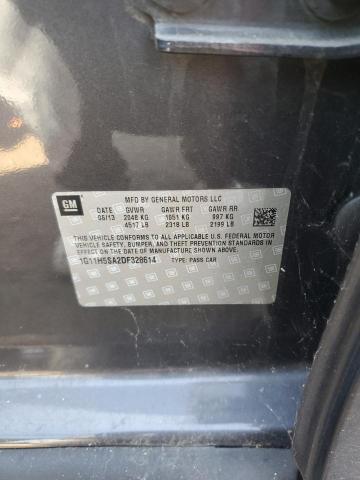 GM
MFD BY GENERAL MOTORS LLC
DATE GVWR GAWR FRT GAWR RR
05/13 2048 KG 1051 KG 997 KG
4517 LB 2318 LB 2199 LB
THIS VEHICLE CONFORMS TO ALL APPLICABLE U.S. FEDERAL MOTOR
VEHICLE SAFETY, BUMPER, AND THEFT PREVENTION STANDARDS IN
EFFECT ON THE DATE OF MANUFACTURE SHOWN ABOVE.
1G11H5SA2DF328514 TYPE: PASS CAR